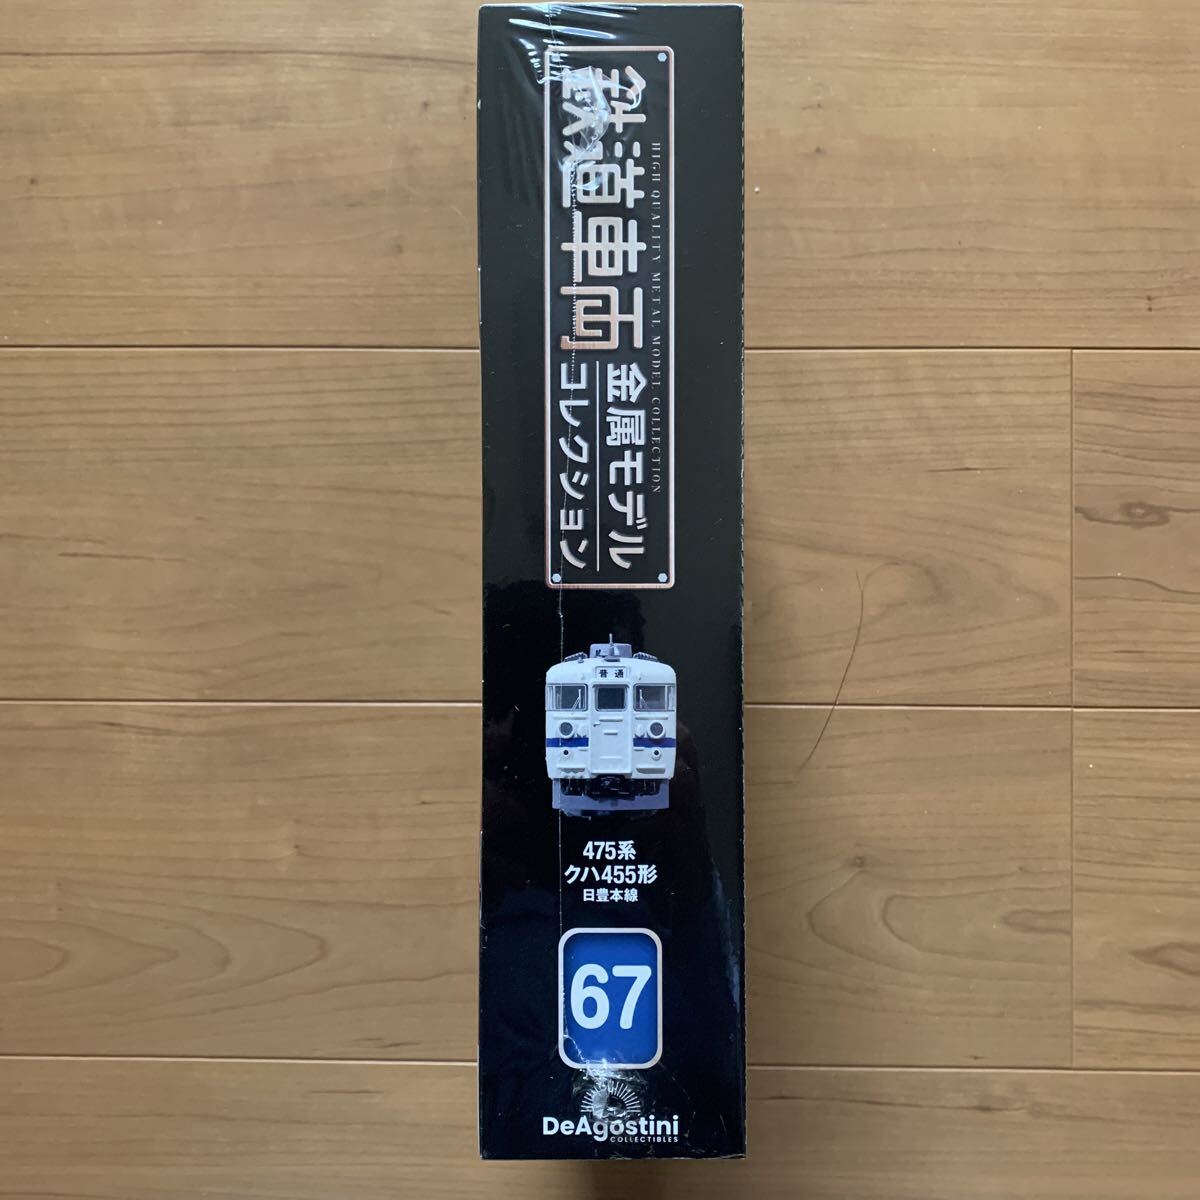 鉄道車両
金属モデル
コレクション
HIGH QUALITY METAL MODEL COLLECTION
普通
475系
クハ455形
日豊本線
67
DeAgostini
COLLECTIBLES